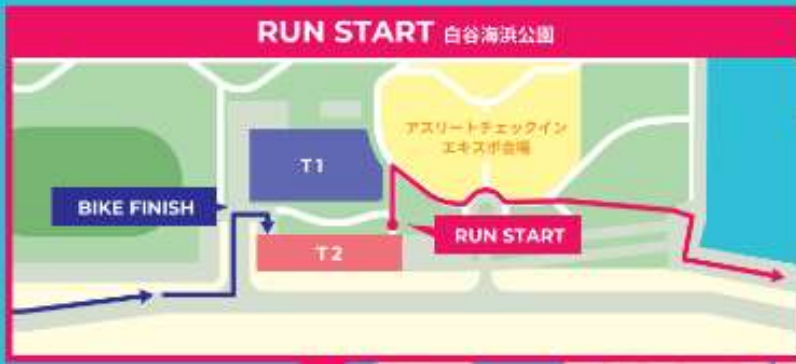 RUN START 白谷海浜公園
アスリートチェックイン
エキスポ会場
T1
BIKE FINISH
RUN START
T2